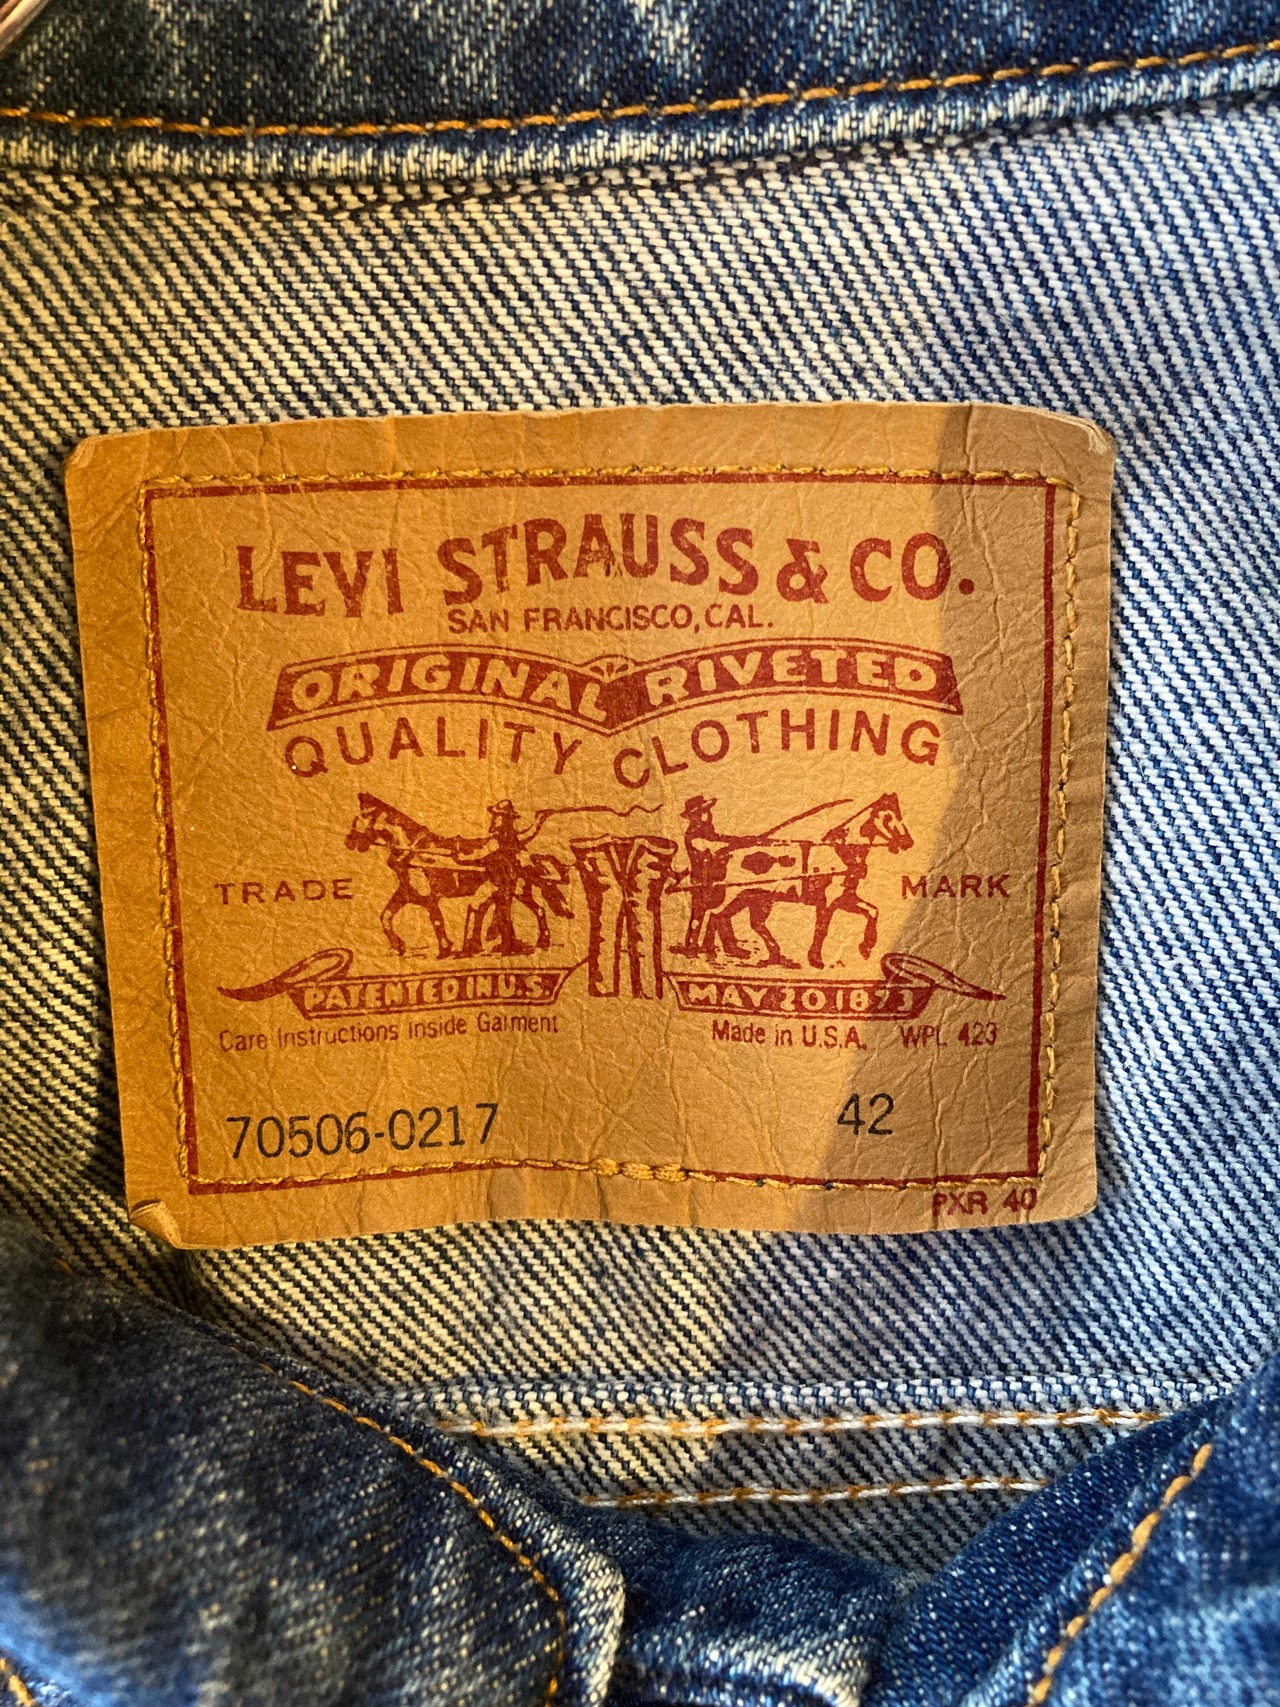 LEVI STRAUSS & CO.
SAN FRANCISCO, CAL.
ORIGINAL RIVETED
QUALITY CLOTHING
TRADE MARK
PATENTED IN U.S. MAY 20 1873
Care Instructions Inside Garment Made in U.S.A. WPL 423
70506-0217 42
PXR 40